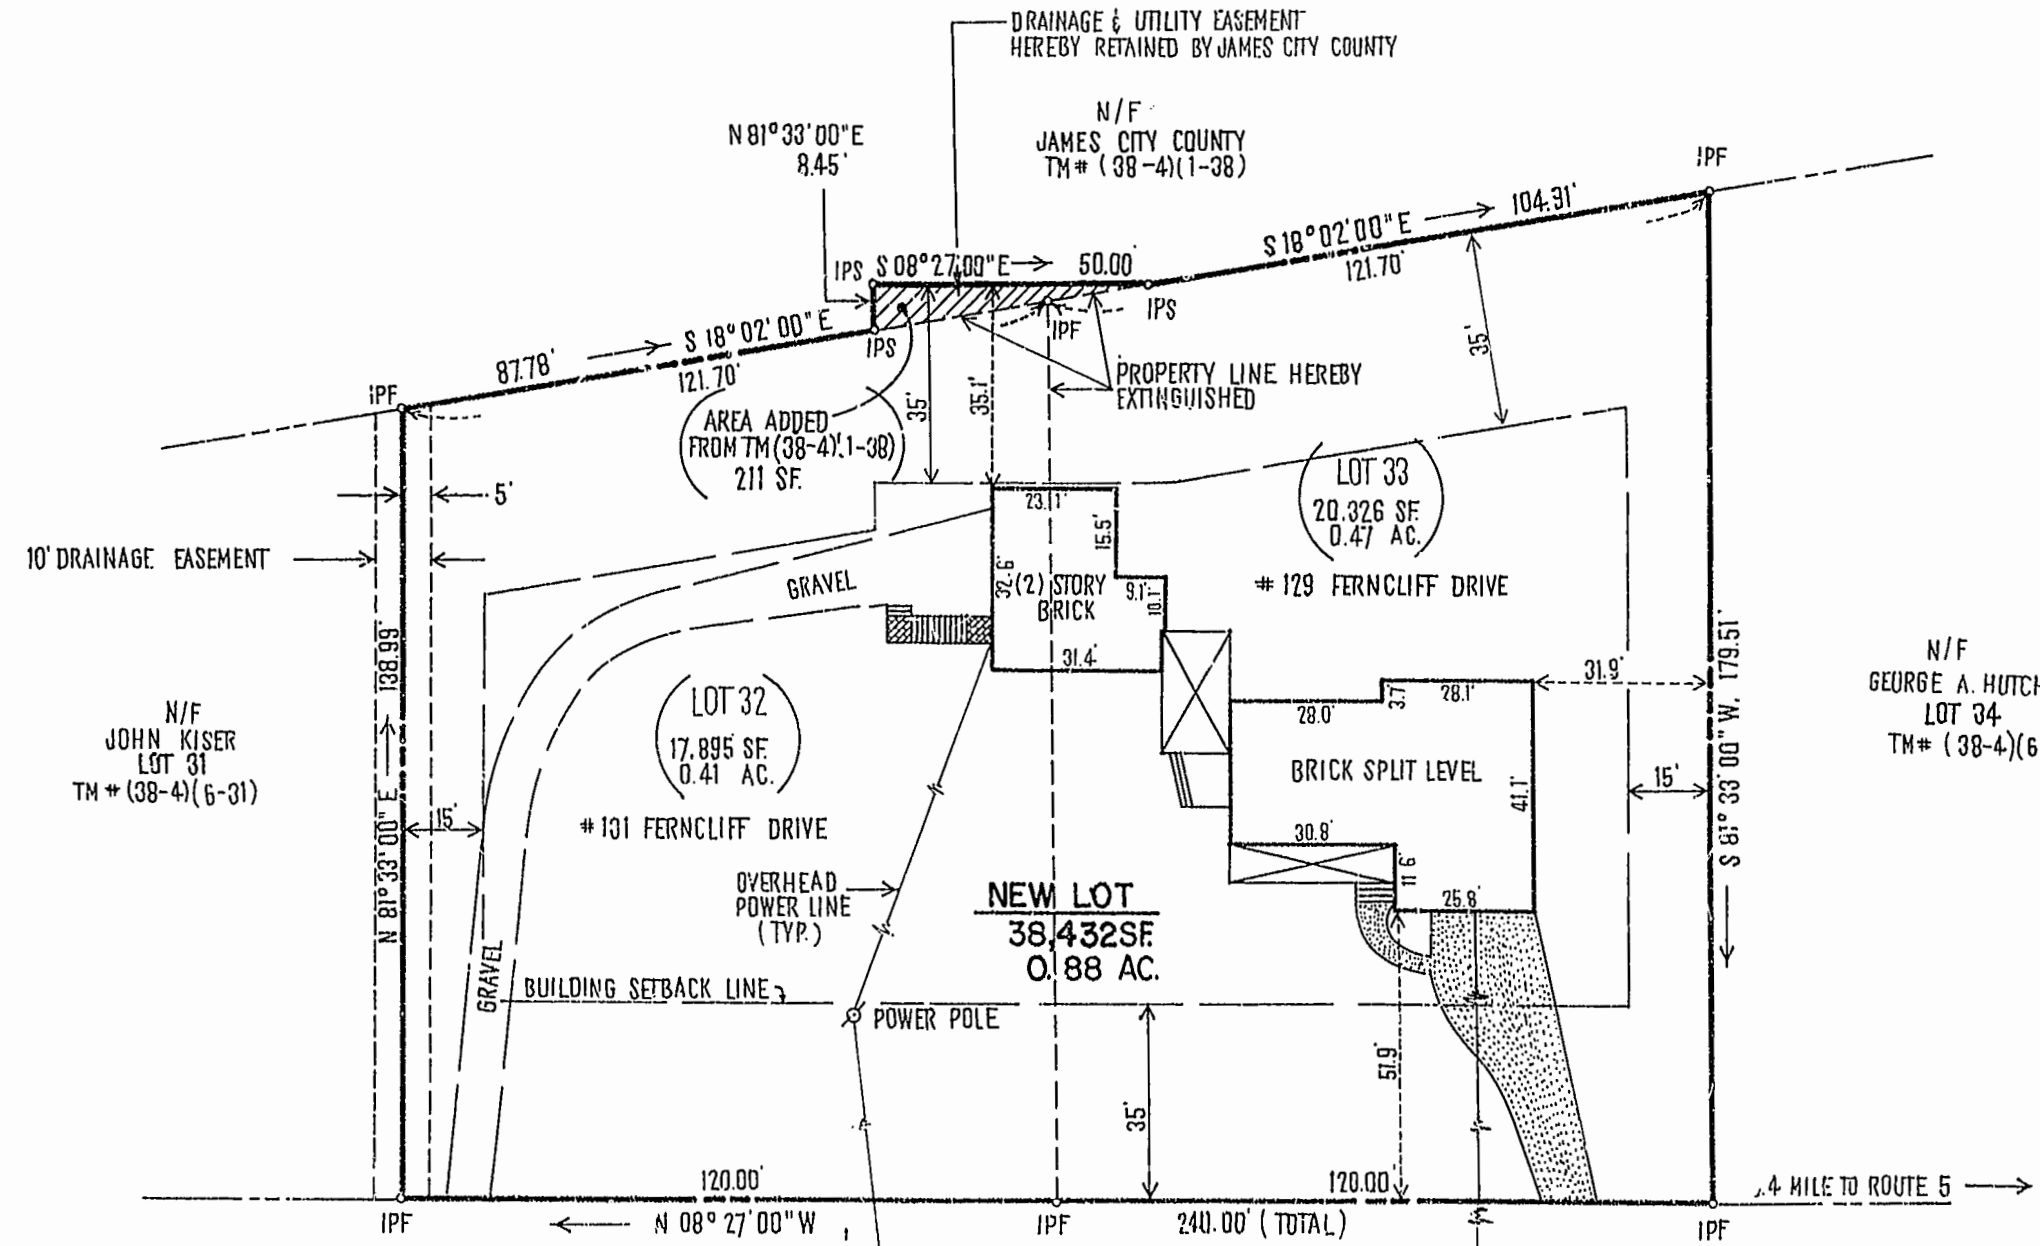 DRAINAGE & UTILITY EASEMENT
HEREBY RETAINED BY JAMES CITY COUNTY
N/F
JAMES CITY COUNTY
TM# (38-4)(1-38)
N 81°33'00"E
8.45'
IPF
104.91'
S 18°02'00"E
121.70'
IPS
S 08°27'00"E
50.00'
IPS
IPF
IPS
S 18°02'00"E
87.78'
121.70'
IPF
35'
35'
35.1'
PROPERTY LINE HEREBY
EXTINGUISHED
AREA ADDED
FROM TM(38-4)(1-38)
211 SF.
LOT 33
20.326 SF.
0.47 AC.
# 129 FERNCLIFF DRIVE
5'
10' DRAINAGE EASEMENT
23.11'
15.5'
32.6'
(2) STORY
BRICK
9.1'
10.1'
31.4'
GRAVEL
138.99'
N 81°33'00"E
N/F
JOHN KISER
LOT 31
TM# (38-4)(6-31)
LOT 32
17.895 SF.
0.41 AC.
# 131 FERNCLIFF DRIVE
15'
31.9'
28.0'
3.7'
28.1'
BRICK SPLIT LEVEL
41.1'
30.8'
11.6'
25.8'
S 81°33'00"W. 179.51'
15'
N/F
GEORGE A. HUTCH
LOT 34
TM# (38-4)(6
OVERHEAD
POWER LINE
(TYP.)
NEW LOT
38,432SF.
0.88 AC.
GRAVEL
BUILDING SETBACK LINE
POWER POLE
35'
51.9'
120.00'
120.00'
.4 MILE TO ROUTE 5
IPF
N 08°27'00"W
IPF
240.00' (TOTAL)
IPF